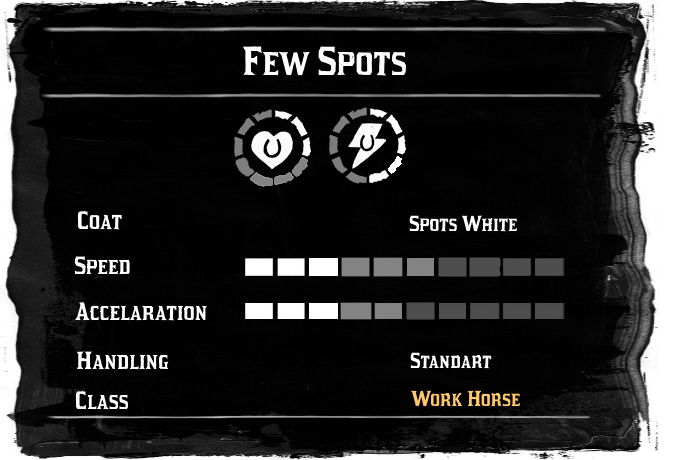 Few Spots
Coat Spots White
Speed
Accelaration
Handling Standart
Class Work Horse